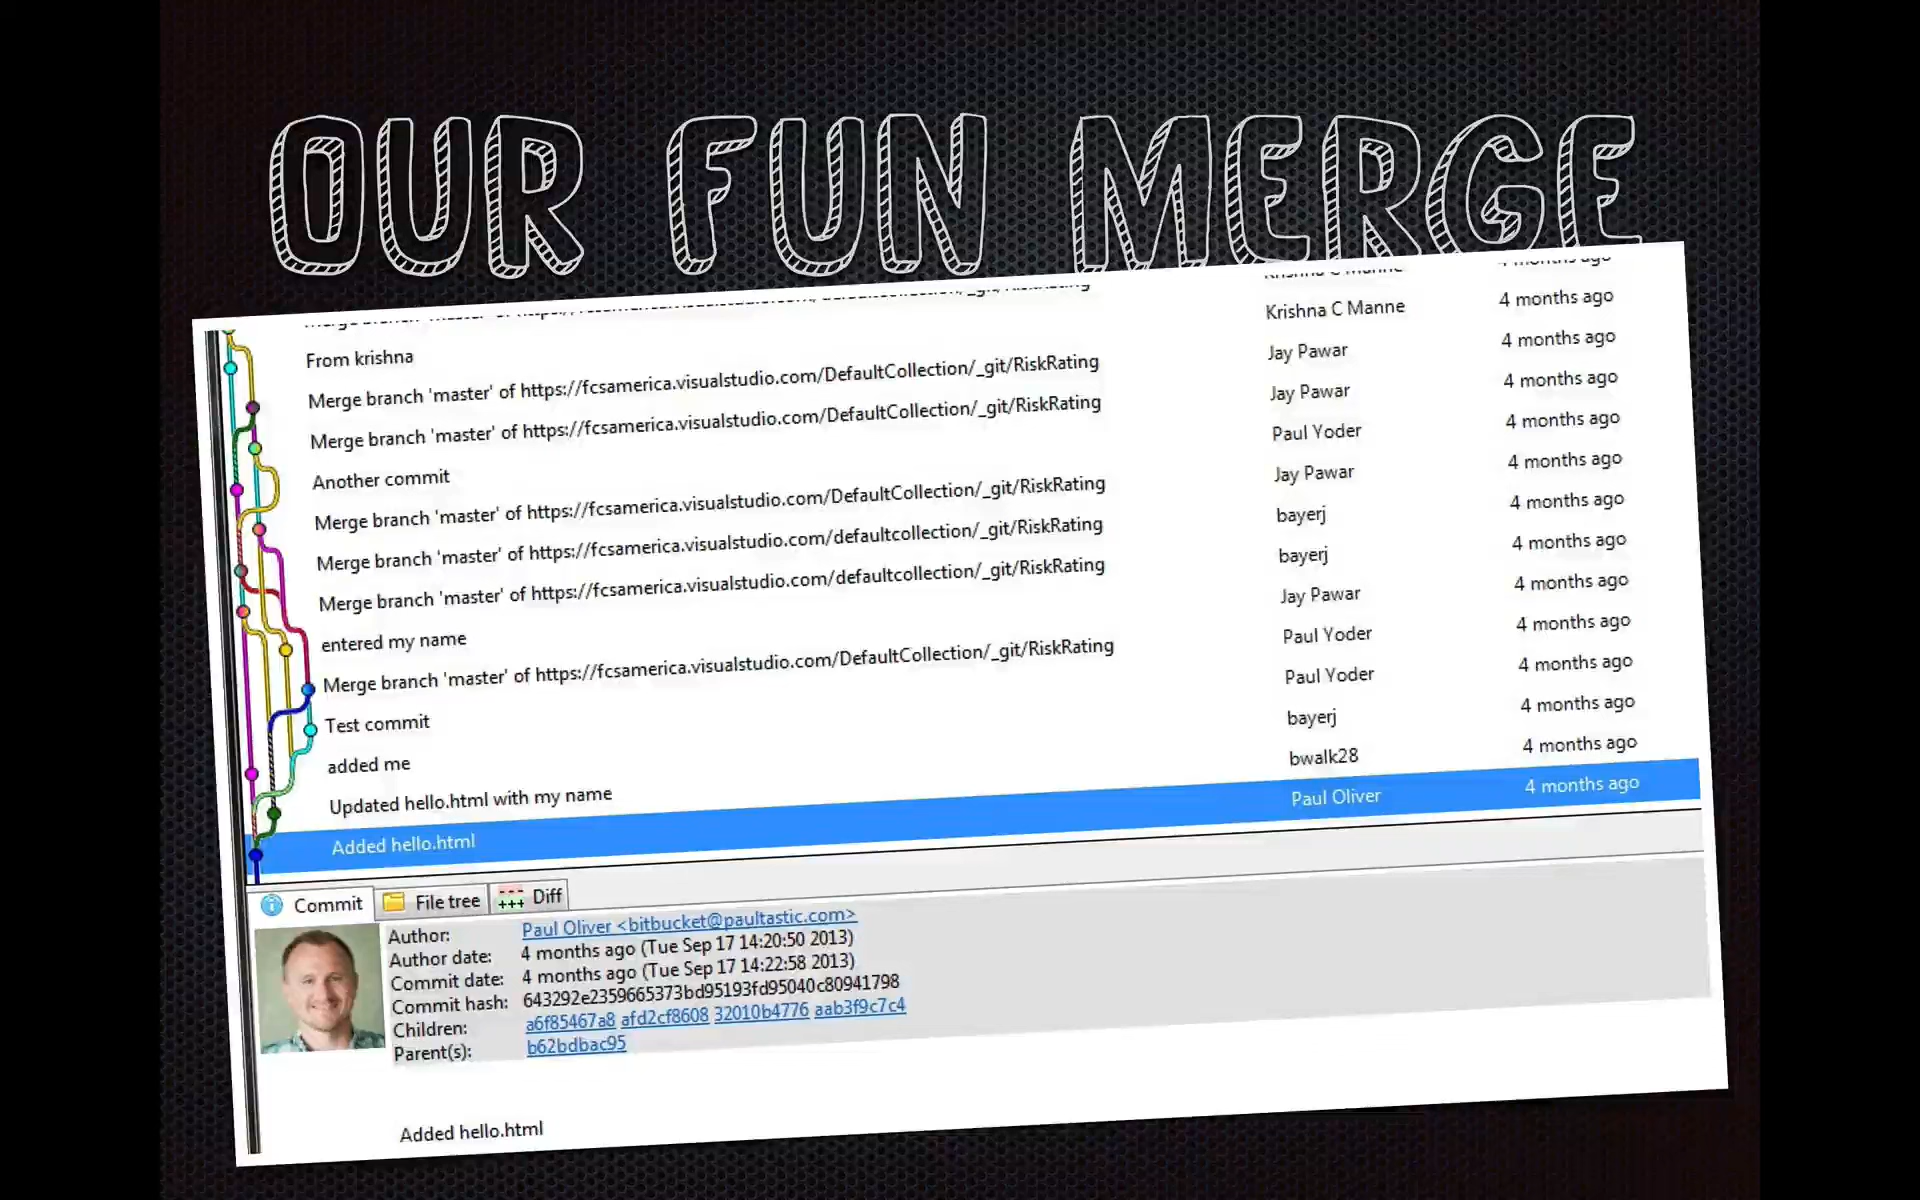 OUR FUN MERGE
From krishna Krishna C Manne 4 months ago
Merge branch 'master' of https://fcsamerica.visualstudio.com/DefaultCollection/_git/RiskRating Jay Pawar 4 months ago
Merge branch 'master' of https://fcsamerica.visualstudio.com/DefaultCollection/_git/RiskRating Jay Pawar 4 months ago
Another commit Paul Yoder 4 months ago
Merge branch 'master' of https://fcsamerica.visualstudio.com/DefaultCollection/_git/RiskRating Jay Pawar 4 months ago
Merge branch 'master' of https://fcsamerica.visualstudio.com/defaultcollection/_git/RiskRating bayerj 4 months ago
Merge branch 'master' of https://fcsamerica.visualstudio.com/defaultcollection/_git/RiskRating bayerj 4 months ago
entered my name Jay Pawar 4 months ago
Merge branch 'master' of https://fcsamerica.visualstudio.com/DefaultCollection/_git/RiskRating Paul Yoder 4 months ago
Test commit Paul Yoder 4 months ago
added me bayerj 4 months ago
Updated hello.html with my name bwalk28 4 months ago
Added hello.html Paul Oliver 4 months ago
Commit File tree Diff
Author: Paul Oliver <bitbucket@paultastic.com>
Author date: 4 months ago (Tue Sep 17 14:20:50 2013)
Commit date: 4 months ago (Tue Sep 17 14:22:58 2013)
Commit hash: 643292e2359665373bd95193fd95040c80941798
Children: a6f85467a8 afd2cf8608 32010b4776 aab3f9c7c4
Parent(s): b62bdbac95
Added hello.html